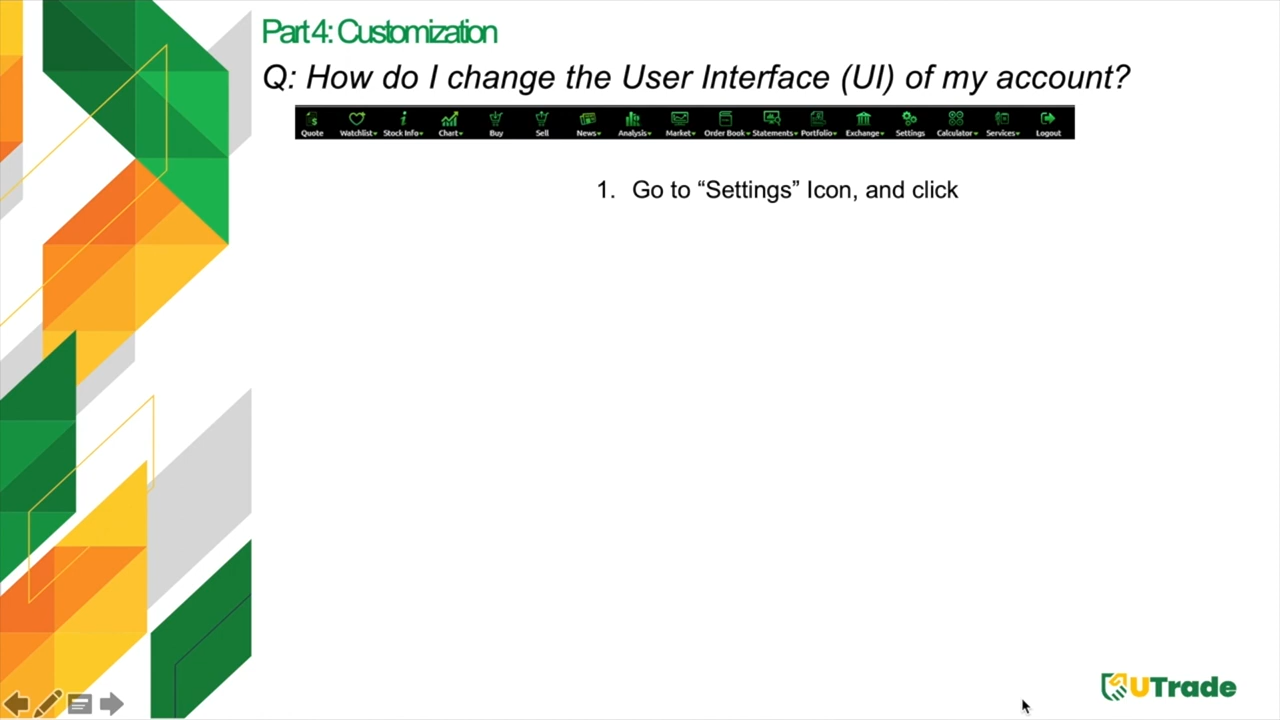 Part 4: Customization
Q: How do I change the User Interface (UI) of my account?
Quote Watchlist Stock Info Chart Buy Sell News Analysis Market Order Book Statements Portfolio Exchange Settings Calculator Services Logout
1. Go to “Settings” Icon, and click
UTrade